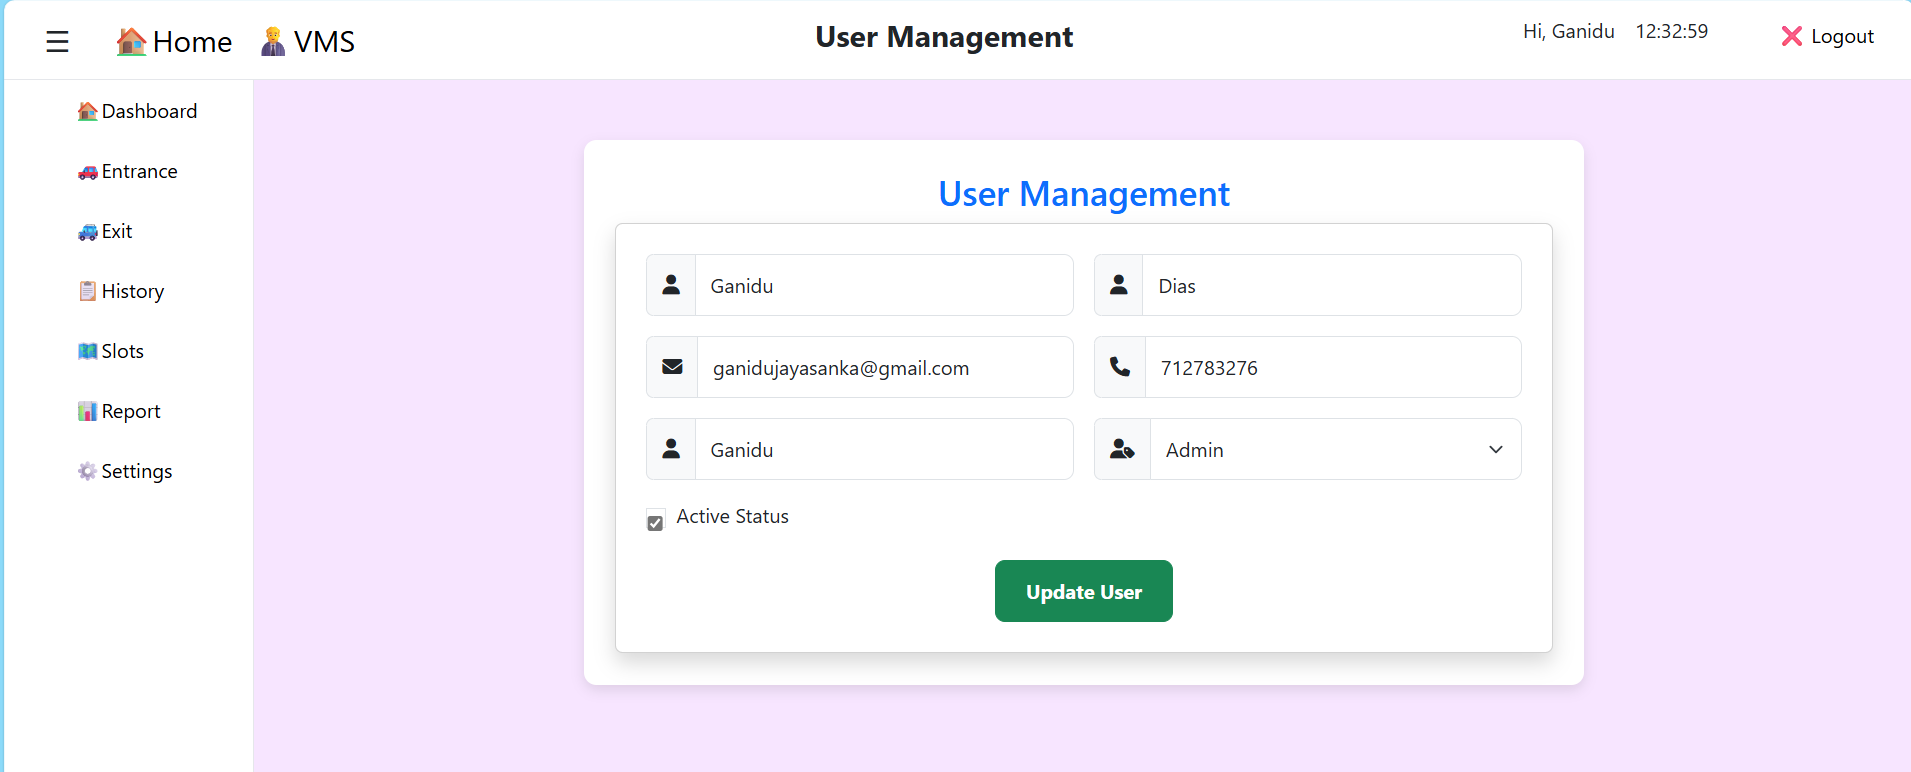 Home VMS User Management Hi, Ganidu 12:32:59 Logout
Dashboard
Entrance
Exit
History
Slots
Report
Settings
User Management
Ganidu Dias
ganidujayasanka@gmail.com 712783276
Ganidu Admin
Active Status
Update User